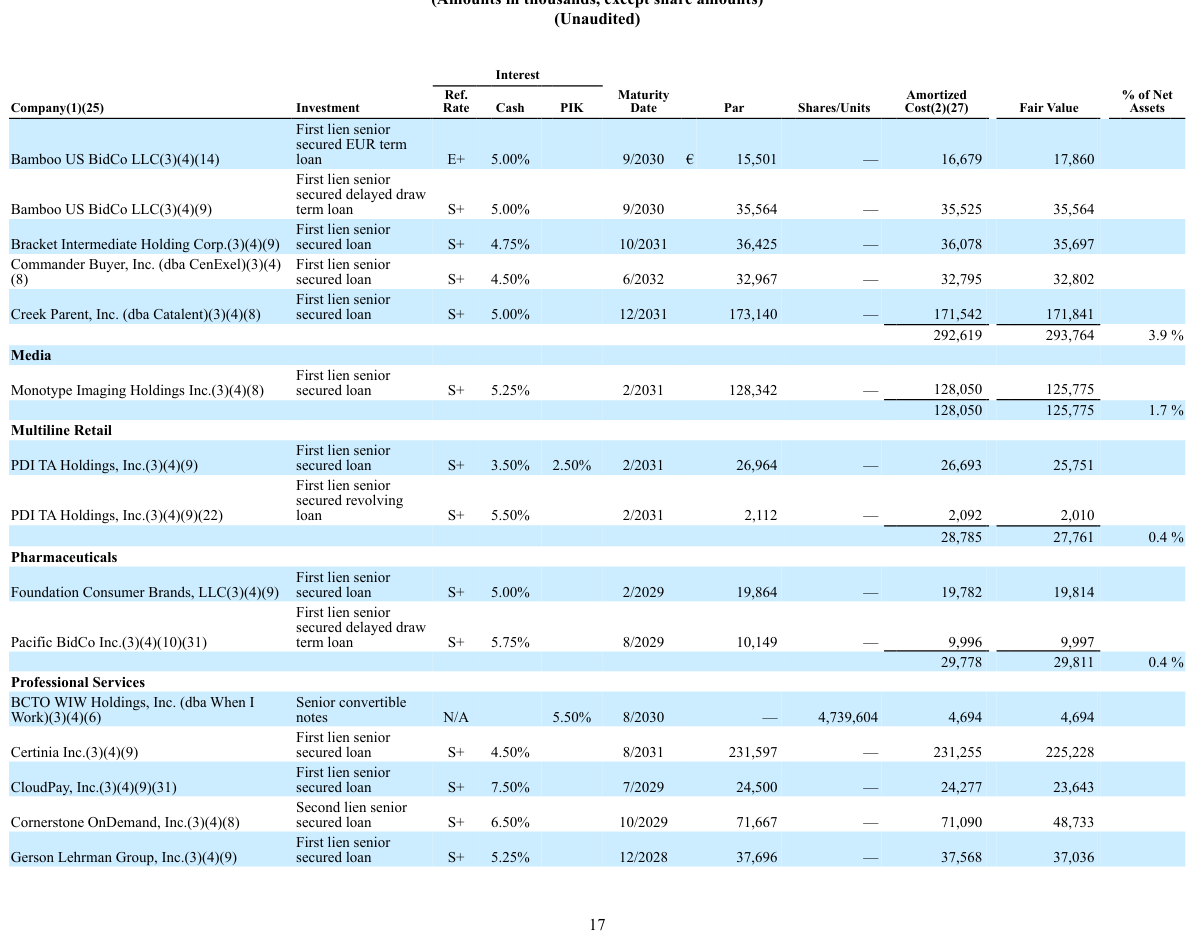 (Amounts in thousands, except share amounts)
(Unaudited)
Interest
Company(1)(25) Investment Ref. Rate Cash PIK Maturity Date Par Shares/Units Amortized Cost(2)(27) Fair Value % of Net Assets
Bamboo US BidCo LLC(3)(4)(14) First lien senior secured EUR term loan E+ 5.00% 9/2030 € 15,501 — 16,679 17,860
Bamboo US BidCo LLC(3)(4)(9) First lien senior secured delayed draw term loan S+ 5.00% 9/2030 35,564 — 35,525 35,564
Bracket Intermediate Holding Corp.(3)(4)(9) First lien senior secured loan S+ 4.75% 10/2031 36,425 — 36,078 35,697
Commander Buyer, Inc. (dba CenExel)(3)(4)(8) First lien senior secured loan S+ 4.50% 6/2032 32,967 — 32,795 32,802
Creek Parent, Inc. (dba Catalent)(3)(4)(8) First lien senior secured loan S+ 5.00% 12/2031 173,140 — 171,542 171,841
292,619 293,764 3.9 %
Media
Monotype Imaging Holdings Inc.(3)(4)(8) First lien senior secured loan S+ 5.25% 2/2031 128,342 — 128,050 125,775
128,050 125,775 1.7 %
Multiline Retail
PDI TA Holdings, Inc.(3)(4)(9) First lien senior secured loan S+ 3.50% 2.50% 2/2031 26,964 — 26,693 25,751
PDI TA Holdings, Inc.(3)(4)(9)(22) First lien senior secured revolving loan S+ 5.50% 2/2031 2,112 — 2,092 2,010
28,785 27,761 0.4 %
Pharmaceuticals
Foundation Consumer Brands, LLC(3)(4)(9) First lien senior secured loan S+ 5.00% 2/2029 19,864 — 19,782 19,814
Pacific BidCo Inc.(3)(4)(10)(31) First lien senior secured delayed draw term loan S+ 5.75% 8/2029 10,149 — 9,996 9,997
29,778 29,811 0.4 %
Professional Services
BCTO WIW Holdings, Inc. (dba When I Work)(3)(4)(6) Senior convertible notes N/A 5.50% 8/2030 — 4,739,604 4,694 4,694
Certinia Inc.(3)(4)(9) First lien senior secured loan S+ 4.50% 8/2031 231,597 — 231,255 225,228
CloudPay, Inc.(3)(4)(9)(31) First lien senior secured loan S+ 7.50% 7/2029 24,500 — 24,277 23,643
Cornerstone OnDemand, Inc.(3)(4)(8) Second lien senior secured loan S+ 6.50% 10/2029 71,667 — 71,090 48,733
Gerson Lehrman Group, Inc.(3)(4)(9) First lien senior secured loan S+ 5.25% 12/2028 37,696 — 37,568 37,036
17